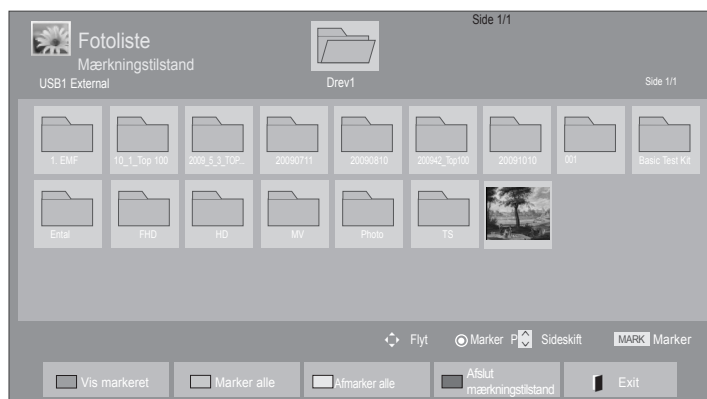 Side 1/1
Fotoliste
Mærkningstilstand
USB1 External
Drev1
Side 1/1
1. EMF
10_1_Top 100
2009_5_3_TOP...
20090711
20090810
200942_Top100
20091010
001
Basic Test Kit
Ental
FHD
HD
MV
Photo
TS
Flyt
Marker
P
Sideskift
MARK Marker
Vis markeret
Marker alle
Afmarker alle
Afslut
mærkningstilstand
Exit